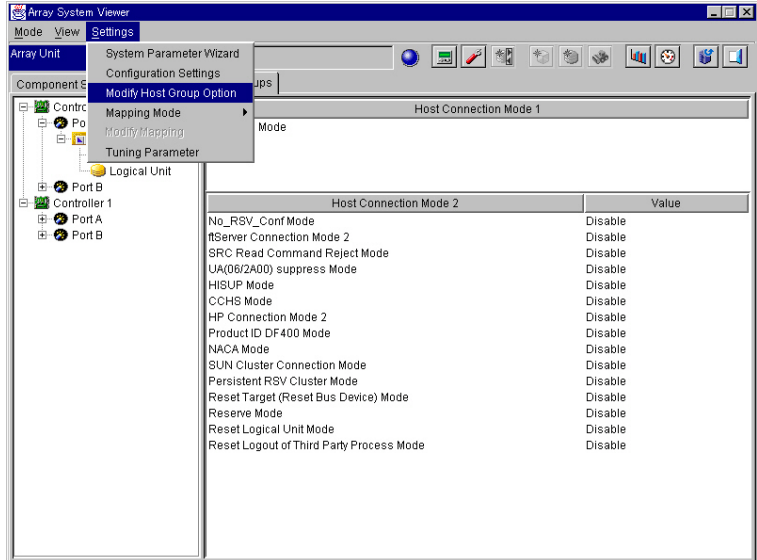 Array System Viewer
Mode View Settings
Array Unit
System Parameter Wizard
Configuration Settings
Modify Host Group Option
Mapping Mode
Modify Mapping
Tuning Parameter
Component S
ups
Contro
Po
Logical Unit
Port B
Controller 1
Port A
Port B
Host Connection Mode 1
Mode
Host Connection Mode 2 Value
No_RSV_Conf Mode Disable
ftServer Connection Mode 2 Disable
SRC Read Command Reject Mode Disable
UA(06/2A00) suppress Mode Disable
HISUP Mode Disable
CCHS Mode Disable
HP Connection Mode 2 Disable
Product ID DF400 Mode Disable
NACA Mode Disable
SUN Cluster Connection Mode Disable
Persistent RSV Cluster Mode Disable
Reset Target (Reset Bus Device) Mode Disable
Reserve Mode Disable
Reset Logical Unit Mode Disable
Reset Logout of Third Party Process Mode Disable